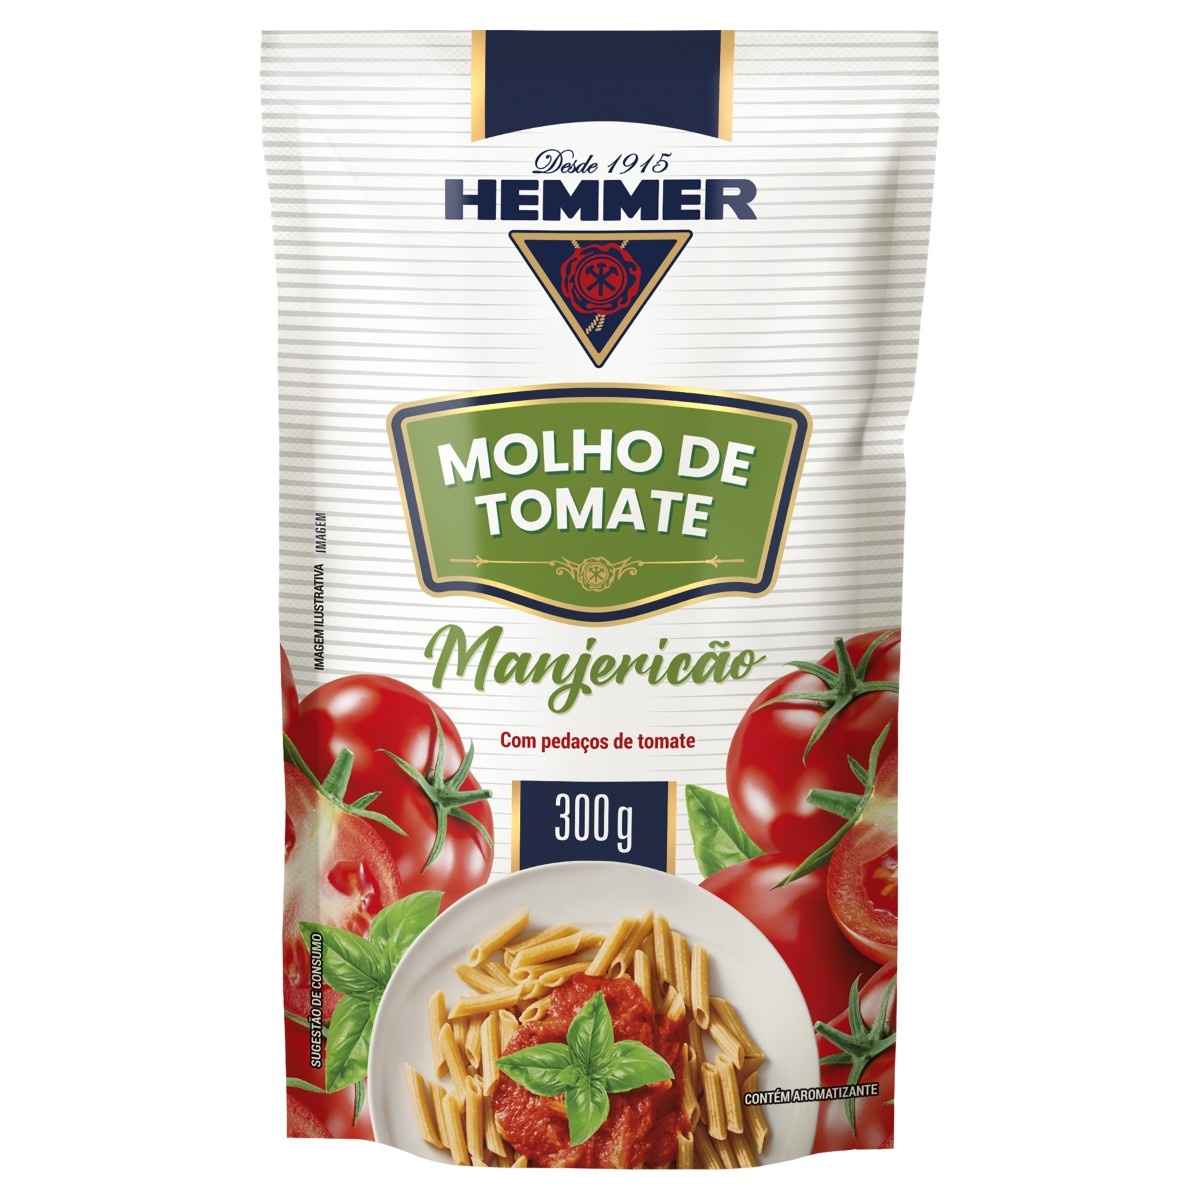 Desde 1915
HEMMER
MOLHO DE
TOMATE
Manjericão
Com pedaços de tomate
300 g
IMAGEM ILUSTRATIVA IMAGEM
SUGESTÃO DE CONSUMO
CONTÉM AROMATIZANTE